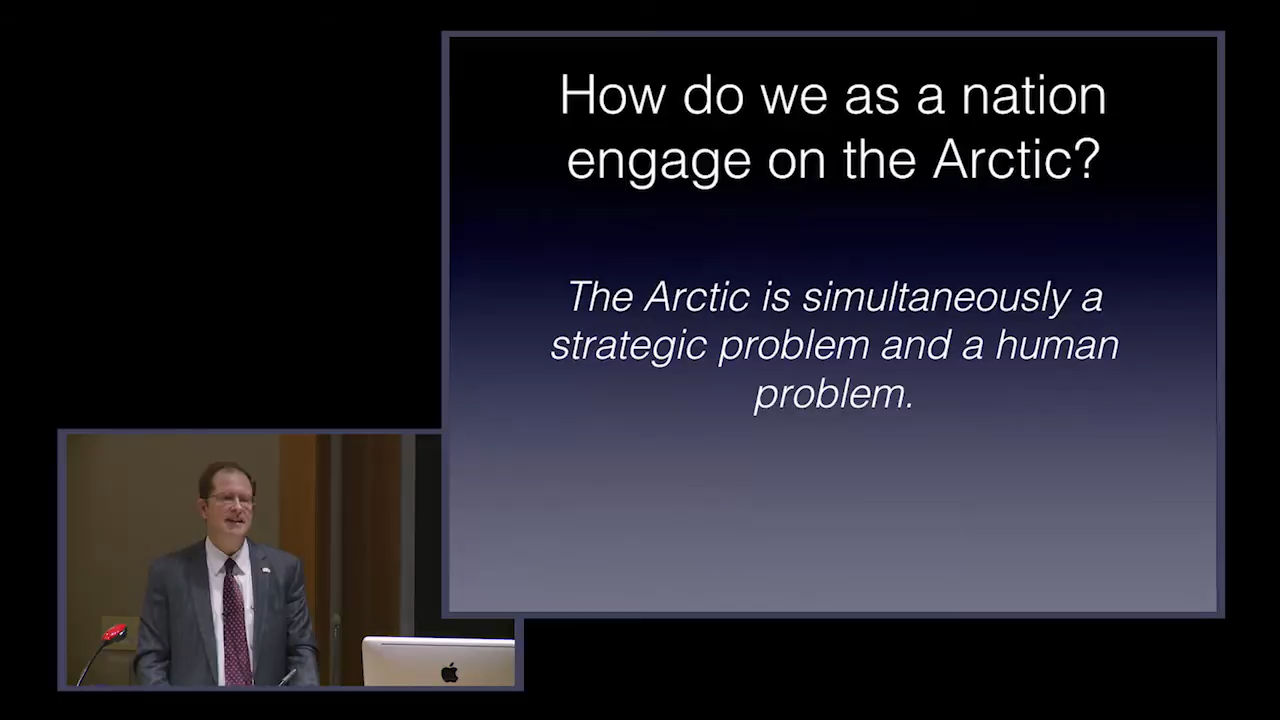 How do we as a nation
engage on the Arctic?
The Arctic is simultaneously a
strategic problem and a human
problem.